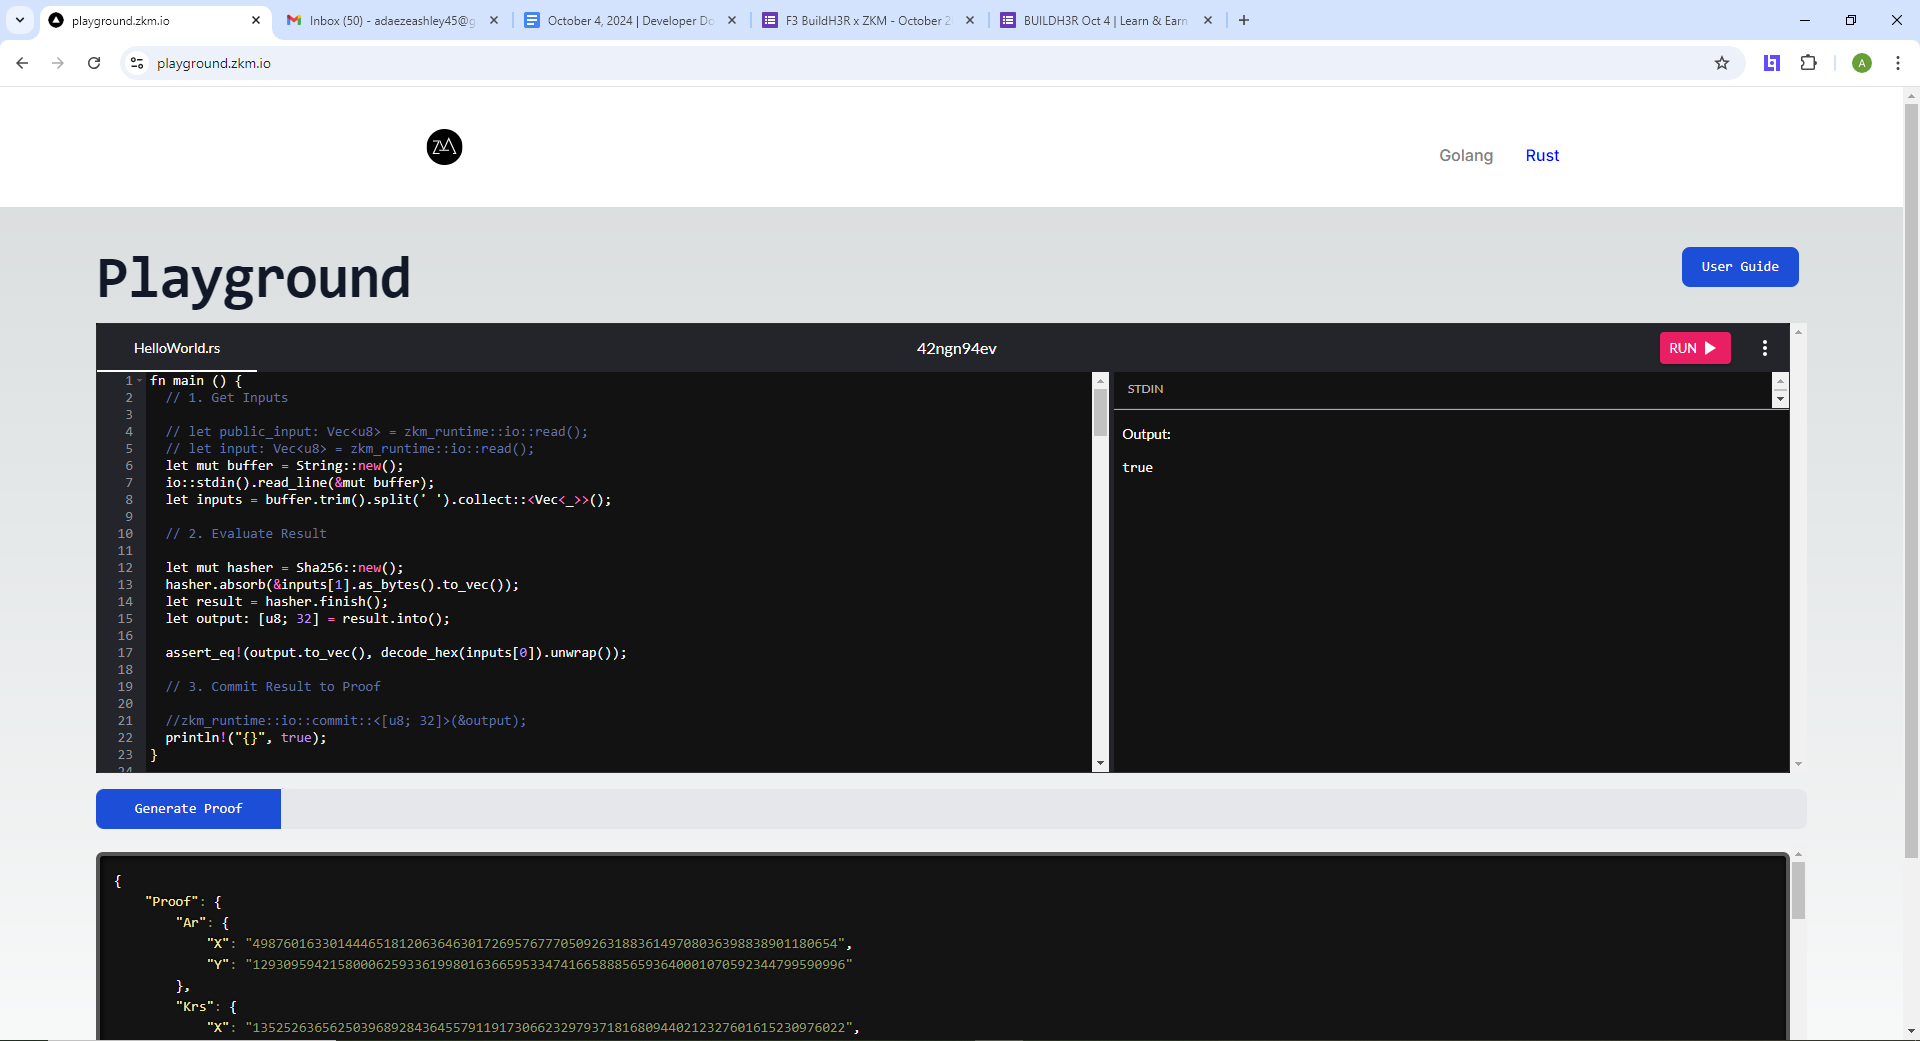 playground.zkm.io
Inbox (50) - adaezeashley45@g
October 4, 2024 | Developer Do
F3 BuildH3R x ZKM - October 2
BUILDH3R Oct 4 | Learn & Earn
playground.zkm.io
A
ZM
Golang
Rust
Playground
User Guide
HelloWorld.rs
42ngn94ev
RUN
1 fn main () {
2   // 1. Get Inputs
3
4   // let public_input: Vec<u8> = zkm_runtime::io::read();
5   // let input: Vec<u8> = zkm_runtime::io::read();
6   let mut buffer = String::new();
7   io::stdin().read_line(&mut buffer);
8   let inputs = buffer.trim().split(' ').collect::<Vec<_>>();
9
10   // 2. Evaluate Result
11
12   let mut hasher = Sha256::new();
13   hasher.absorb(&inputs[1].as_bytes().to_vec());
14   let result = hasher.finish();
15   let output: [u8; 32] = result.into();
16
17   assert_eq!(output.to_vec(), decode_hex(inputs[0]).unwrap());
18
19   // 3. Commit Result to Proof
20
21   //zkm_runtime::io::commit::<[u8; 32]>(&output);
22   println!("{}", true);
23 }
24
STDIN
Output:
true
Generate Proof
{
"Proof": {
"Ar": {
"X": "4987601633014446518120636463017269576777050926318836149708036398838901180654",
"Y": "12930959421580006259336199801636659533474166588856593640001070592344799590996"
},
"Krs": {
"X": "13525263656250396892843645579119173066232979371816809440212327601615230976022",